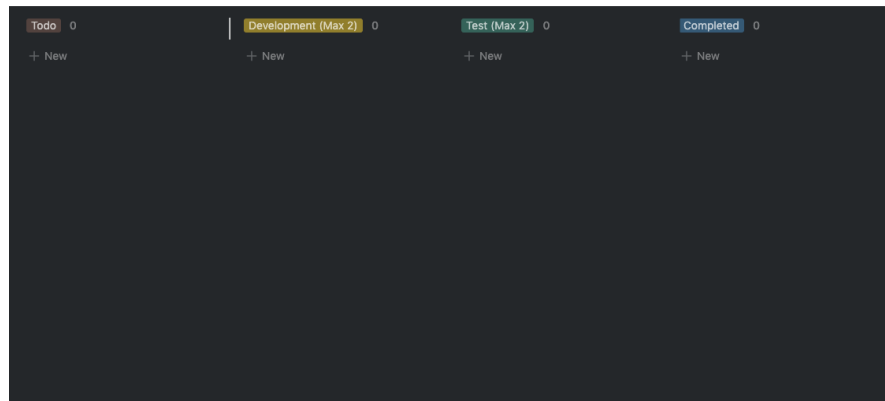 Todo 0 Development (Max 2) 0 Test (Max 2) 0 Completed 0
+ New + New + New + New